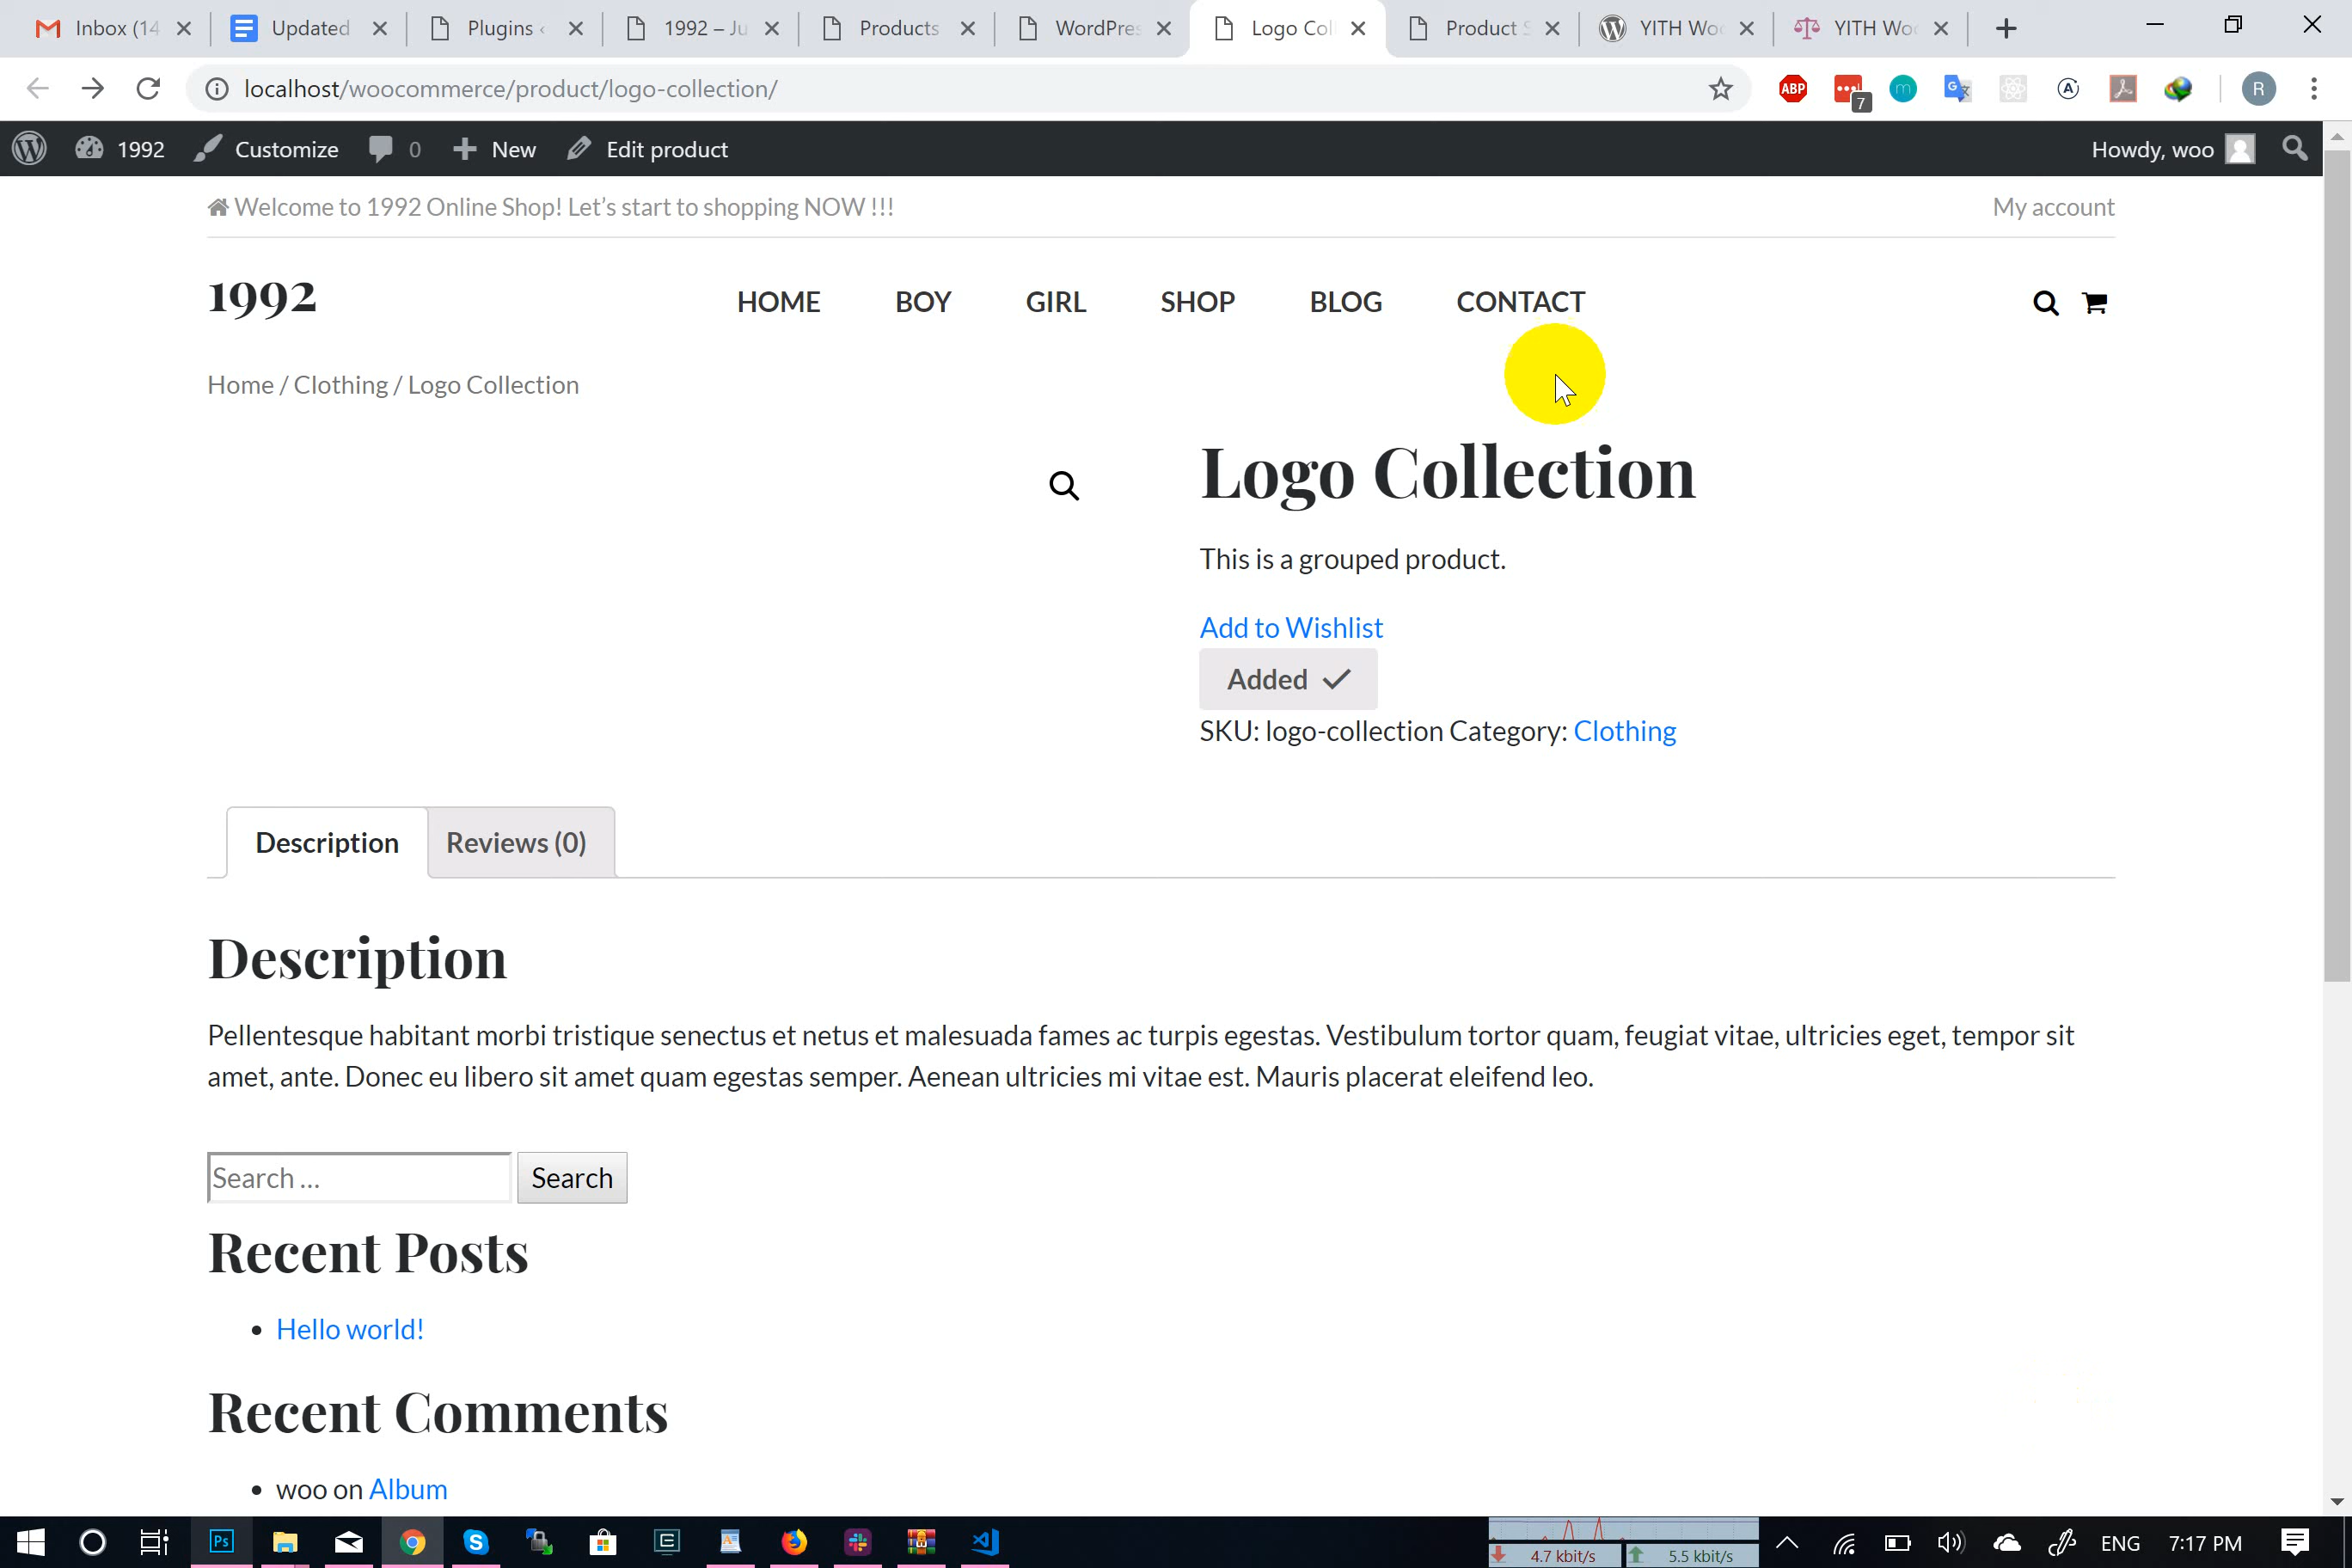 Inbox (14
Updated
Plugins ‹
1992 – Ju
Products
WordPres
Logo Col
Product S
YITH Woo
YITH Woo
localhost/woocommerce/product/logo-collection/
ABP
7
m
G
A
R
1992
Customize
0
New
Edit product
Howdy, woo
Welcome to 1992 Online Shop! Let’s start to shopping NOW !!!
My account
1992
HOME
BOY
GIRL
SHOP
BLOG
CONTACT
Home / Clothing / Logo Collection
Logo Collection
This is a grouped product.
Add to Wishlist
Added
SKU: logo-collection Category: Clothing
Description
Reviews (0)
Description
Pellentesque habitant morbi tristique senectus et netus et malesuada fames ac turpis egestas. Vestibulum tortor quam, feugiat vitae, ultricies eget, tempor sit
amet, ante. Donec eu libero sit amet quam egestas semper. Aenean ultricies mi vitae est. Mauris placerat eleifend leo.
Search …
Search
Recent Posts
Hello world!
Recent Comments
woo on Album
Ps
4.7 kbit/s
5.5 kbit/s
ENG
7:17 PM